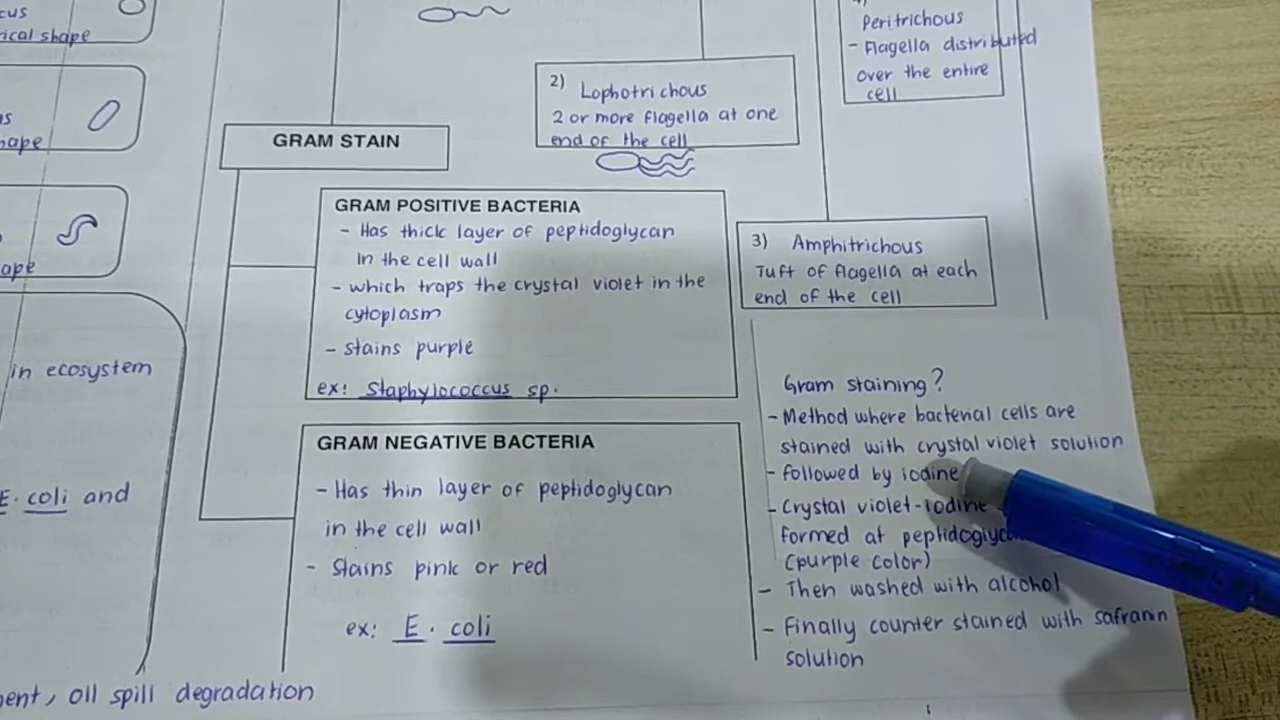 cus
ical shape
hape
ape
in ecosystem
E. coli and
ent, oil spill degradation
GRAM STAIN
2) Lophotrichous
2 or more flagella at one
end of the cell
Peritrichous
- Flagella distributed
over the entire
cell
3) Amphitrichous
Tuft of flagella at each
end of the cell
GRAM POSITIVE BACTERIA
- Has thick layer of peptidoglycan
in the cell wall
- which traps the crystal violet in the
cytoplasm
- Stains purple
ex: Staphylococcus sp.
GRAM NEGATIVE BACTERIA
- Has thin layer of peptidoglycan
in the cell wall
- Stains pink or red
ex: E. coli
Gram staining?
- Method where bacterial cells are
stained with crystal violet solution
- followed by iodine
- Crystal violet-iodine
formed at peptidoglyc
(purple color)
- Then washed with alcohol
- Finally counter stained with safranin
solution